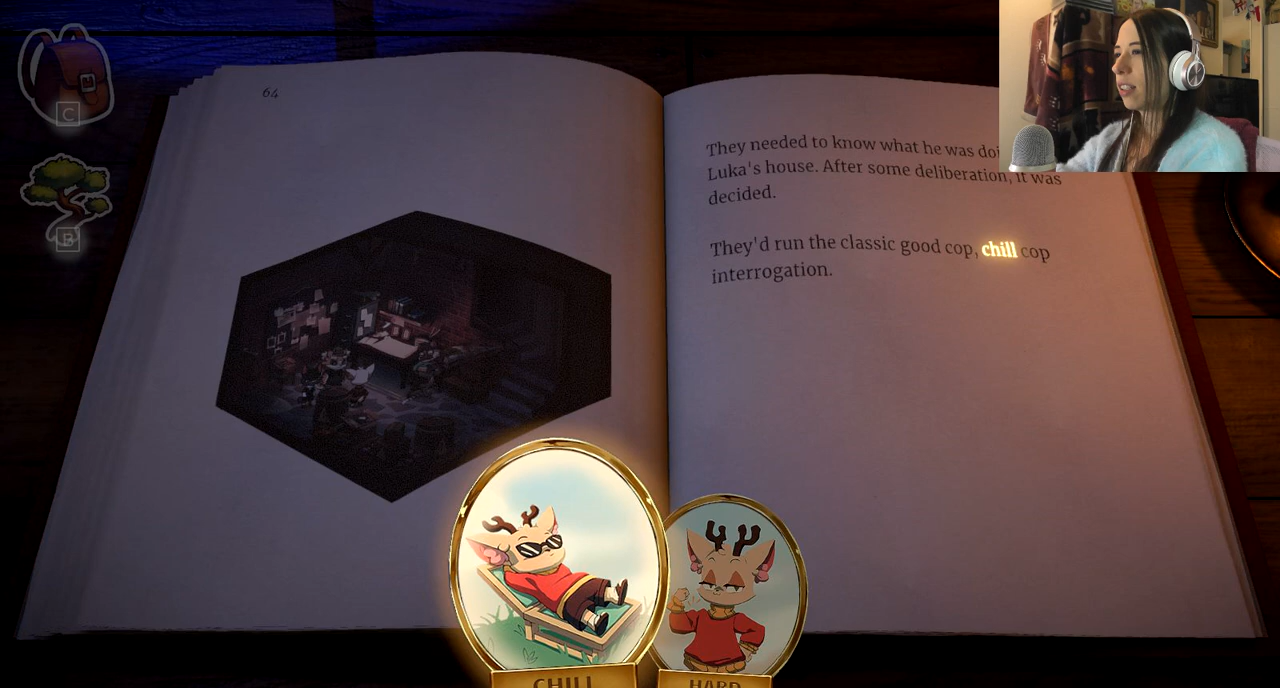 C
B
64
They needed to know what he was doi
Luka's house. After some deliberation, it was
decided.
They'd run the classic good cop, chill cop
interrogation.
CHILL
HARD